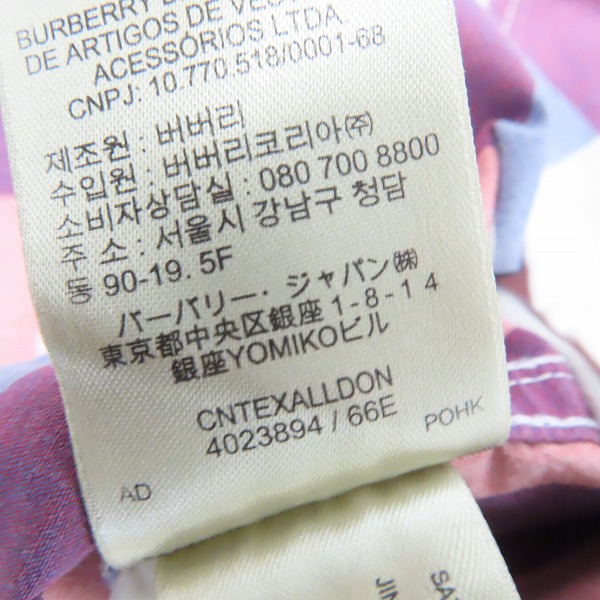 BURBERRY
DE ARTIGOS DE
ACESSÓRIOS LTDA.
CNPJ: 10.770.518/0001-68
제조원 : 버버리
수입원 : 버버리코리아㈜
소비자상담실 : 080 700 8800
주 소 : 서울시 강남구 청담
동 90-19. 5F
バーバリー・ジャパン㈱
東京都中央区銀座 1-8-14
銀座YOMIKOビル
CNTEXALLDON
4023894 / 66E
AD
POHK